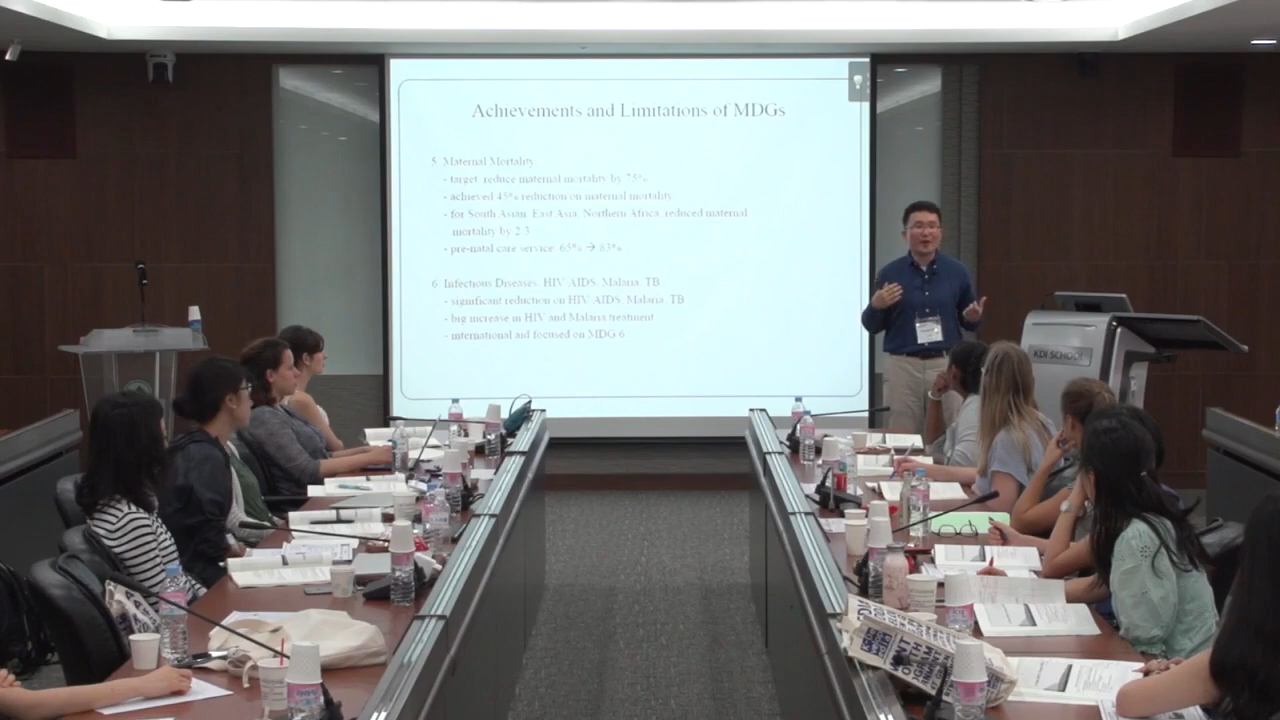 Achievements and Limitations of MDGs
5. Maternal Mortality
- target: reduce maternal mortality by 75%
- achieved 45% reduction on maternal mortality
- for South Asian, East Asia, Northern Africa, reduced maternal
mortality by 2/3
- pre-natal care service: 65% → 83%
6. Infectious Diseases: HIV/AIDS, Malaria, TB
- significant reduction on HIV/AIDS, Malaria, TB
- big increase in HIV and Malaria treatment
- international aid focused on MDG 6
KDI SCHOOL